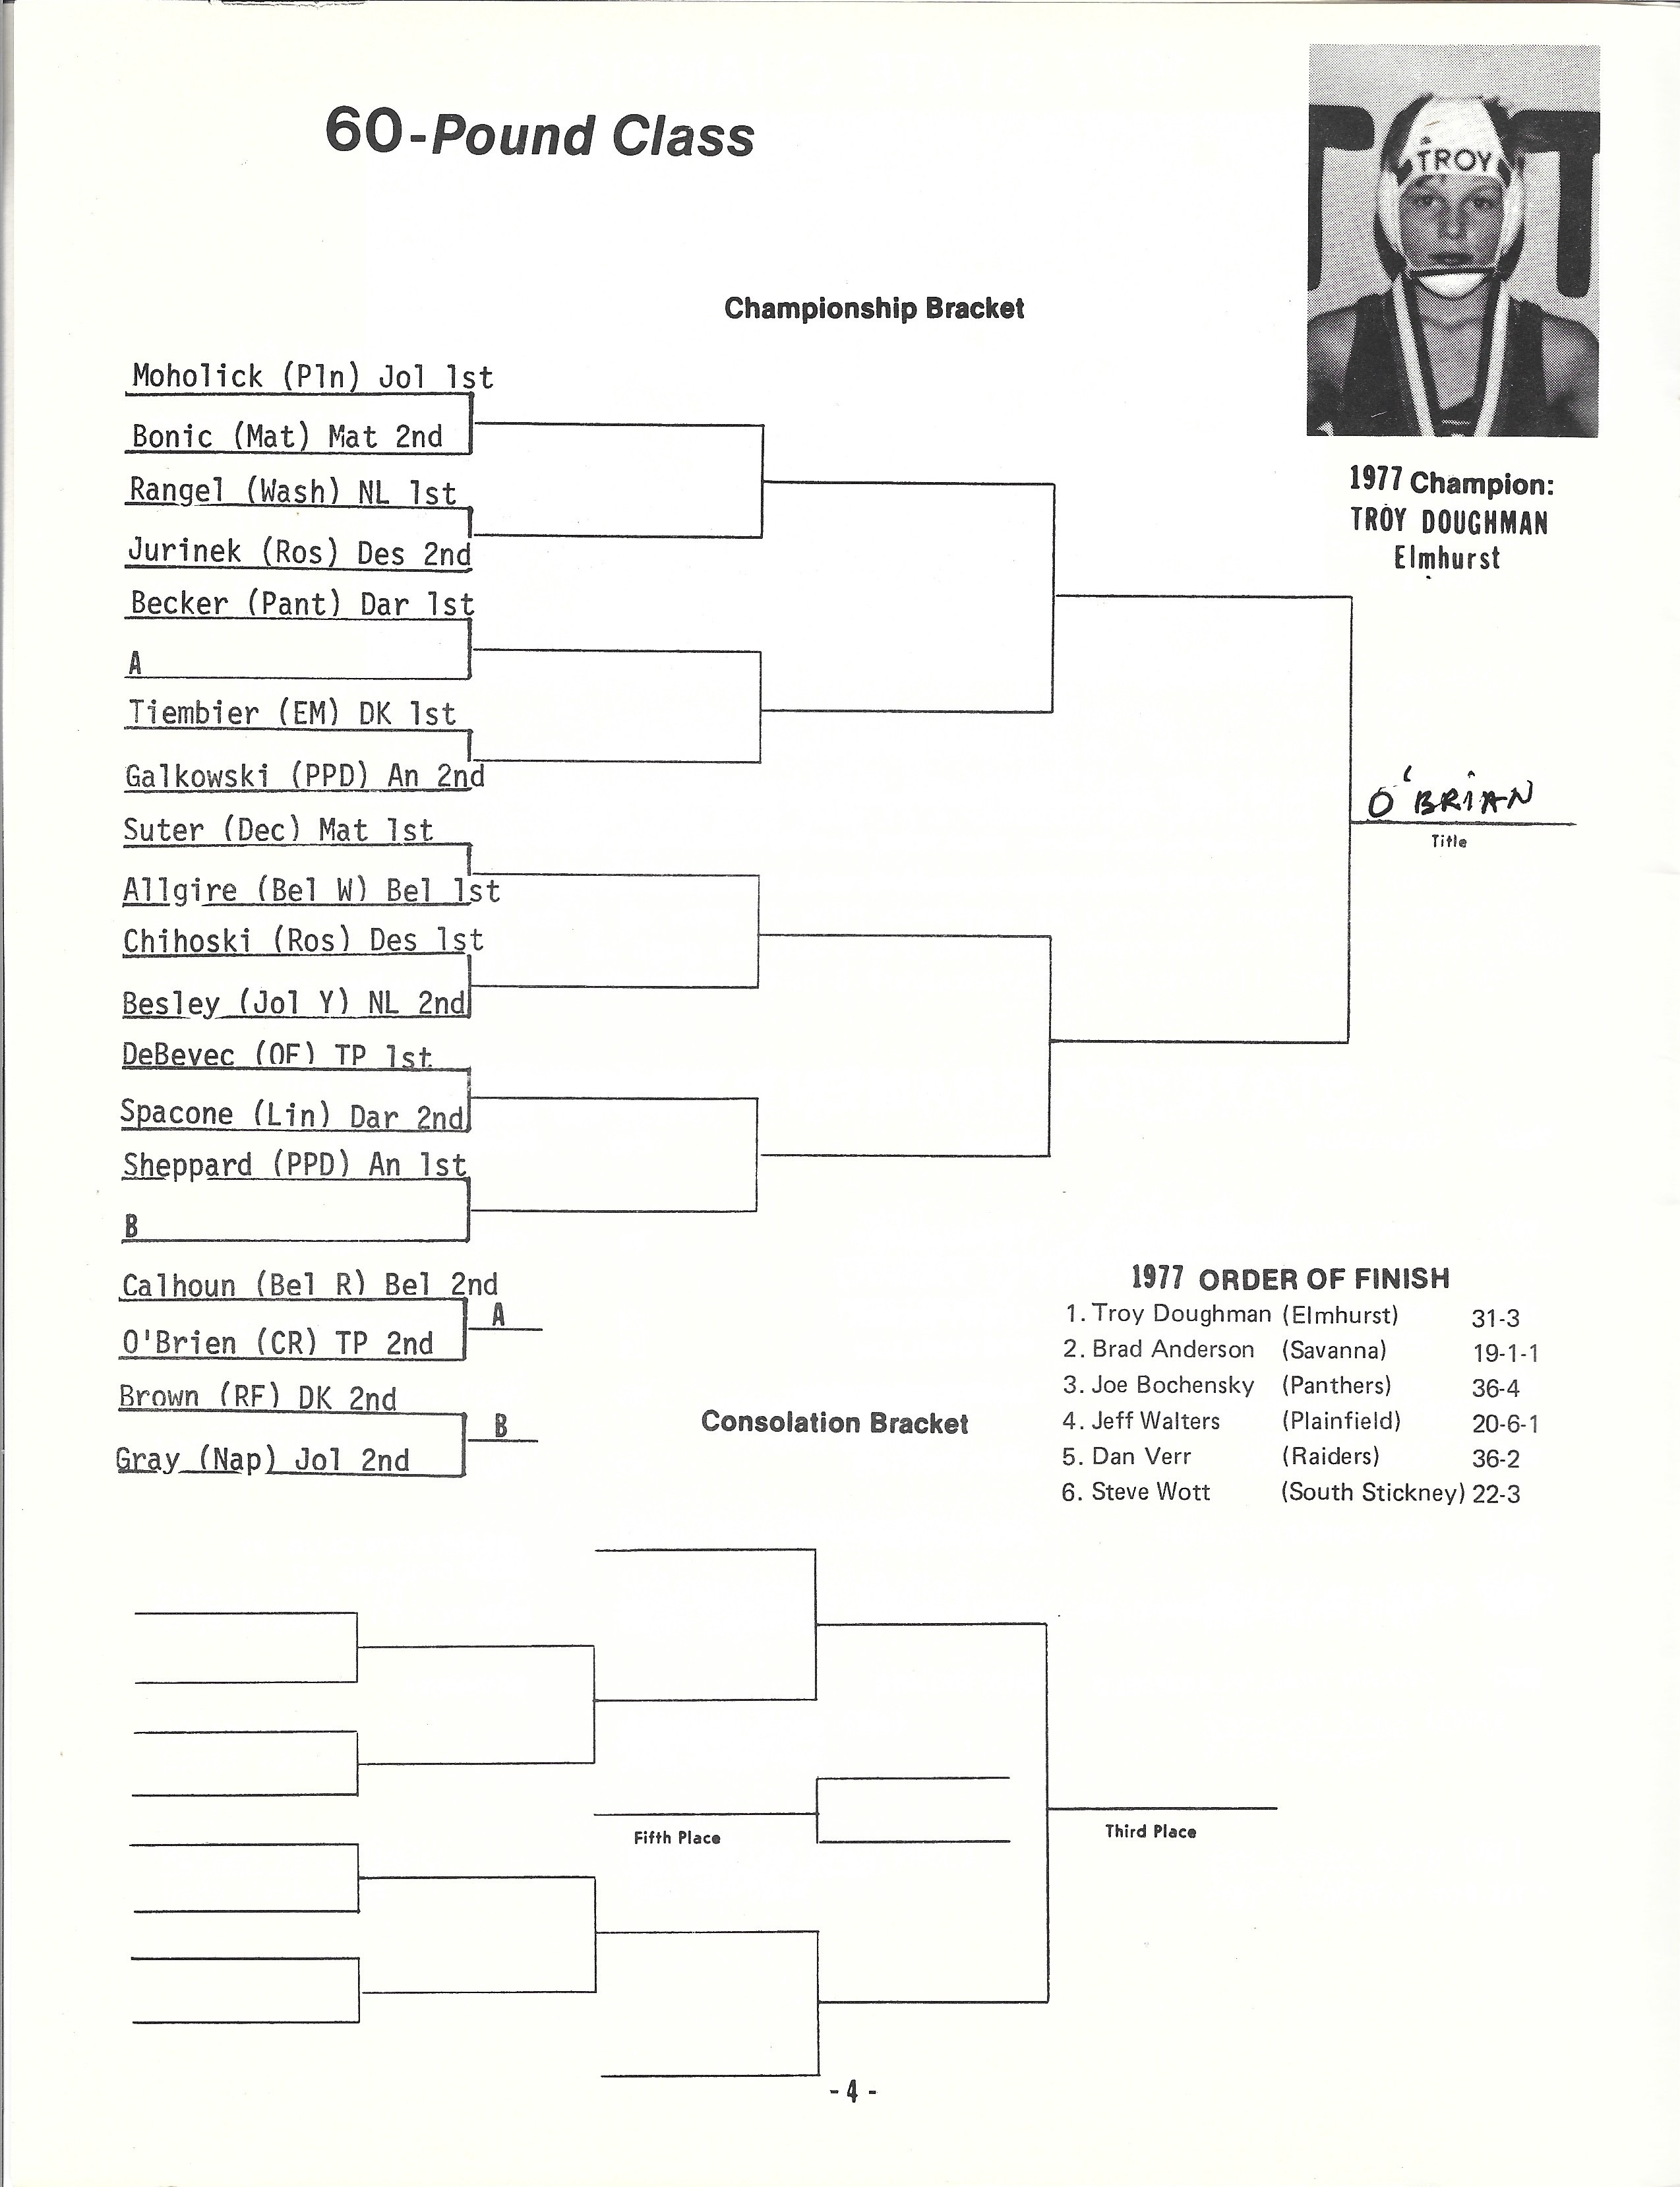 60-Pound Class
TROY
Championship Bracket
1977 Champion:
TROY DOUGHMAN
Elmhurst
Moholick (Pln) Jol 1st
Bonic (Mat) Mat 2nd
Rangel (Wash) NL 1st
Jurinek (Ros) Des 2nd
Becker (Pant) Dar 1st
A
Tiembier (EM) DK 1st
Galkowski (PPD) An 2nd
O'BRIAN
Title
Suter (Dec) Mat 1st
Allgire (Bel W) Bel 1st
Chihoski (Ros) Des 1st
Besley (Jol Y) NL 2nd
DeBevec (OF) TP 1st
Spacone (Lin) Dar 2nd
Sheppard (PPD) An 1st
B
Calhoun (Bel R) Bel 2nd
A
O'Brien (CR) TP 2nd
Brown (RF) DK 2nd
B
Gray (Nap) Jol 2nd
1977 ORDER OF FINISH
1. Troy Doughman (Elmhurst) 31-3
2. Brad Anderson (Savanna) 19-1-1
3. Joe Bochensky (Panthers) 36-4
4. Jeff Walters (Plainfield) 20-6-1
5. Dan Verr (Raiders) 36-2
6. Steve Wott (South Stickney) 22-3
Consolation Bracket
Fifth Place
Third Place
- 4 -